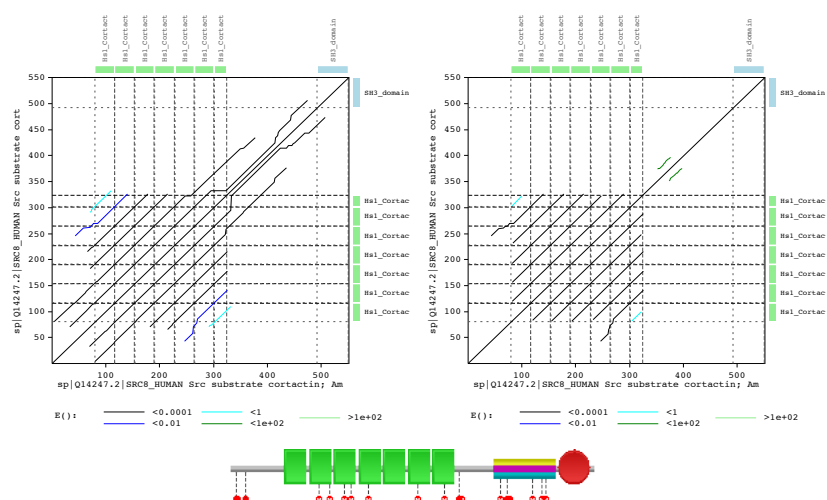 Hs1_Cortact
Hs1_Cortact
Hs1_Cortact
Hs1_Cortact
Hs1_Cortact
Hs1_Cortact
Hs1_Cortact
SH3_domain
550
500
450
400
350
300
250
200
150
100
50
sp|Q14247.2|SRC8_HUMAN Src substrate cort
SH3_domain
Hs1_Cortac
Hs1_Cortac
Hs1_Cortac
Hs1_Cortac
Hs1_Cortac
Hs1_Cortac
Hs1_Cortac
100 200 300 400 500
sp|Q14247.2|SRC8_HUMAN Src substrate cortactin; Am
E(): <0.0001 <1 >1e+02
<0.01 <1e+02
Hs1_Cortact
Hs1_Cortact
Hs1_Cortact
Hs1_Cortact
Hs1_Cortact
Hs1_Cortact
Hs1_Cortact
SH3_domain
550
500
450
400
350
300
250
200
150
100
50
sp|Q14247.2|SRC8_HUMAN Src substrate cort
SH3_domain
Hs1_Cortac
Hs1_Cortac
Hs1_Cortac
Hs1_Cortac
Hs1_Cortac
Hs1_Cortac
Hs1_Cortac
100 200 300 400 500
sp|Q14247.2|SRC8_HUMAN Src substrate cortactin; Am
E(): <0.0001 <1 >1e+02
<0.01 <1e+02